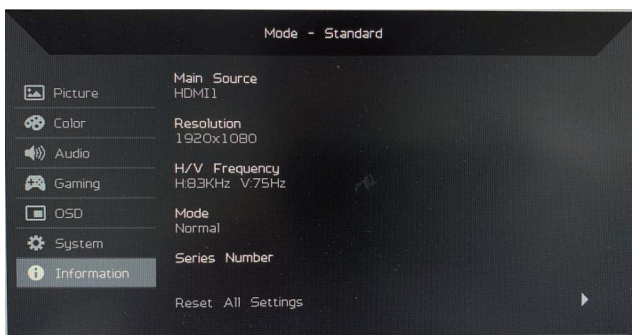 Mode - Standard
Picture
Color
Audio
Gaming
OSD
System
Information
Main Source
HDMI1
Resolution
1920x1080
H/V Frequency
H:83KHz V:75Hz
Mode
Normal
Series Number
Reset All Settings